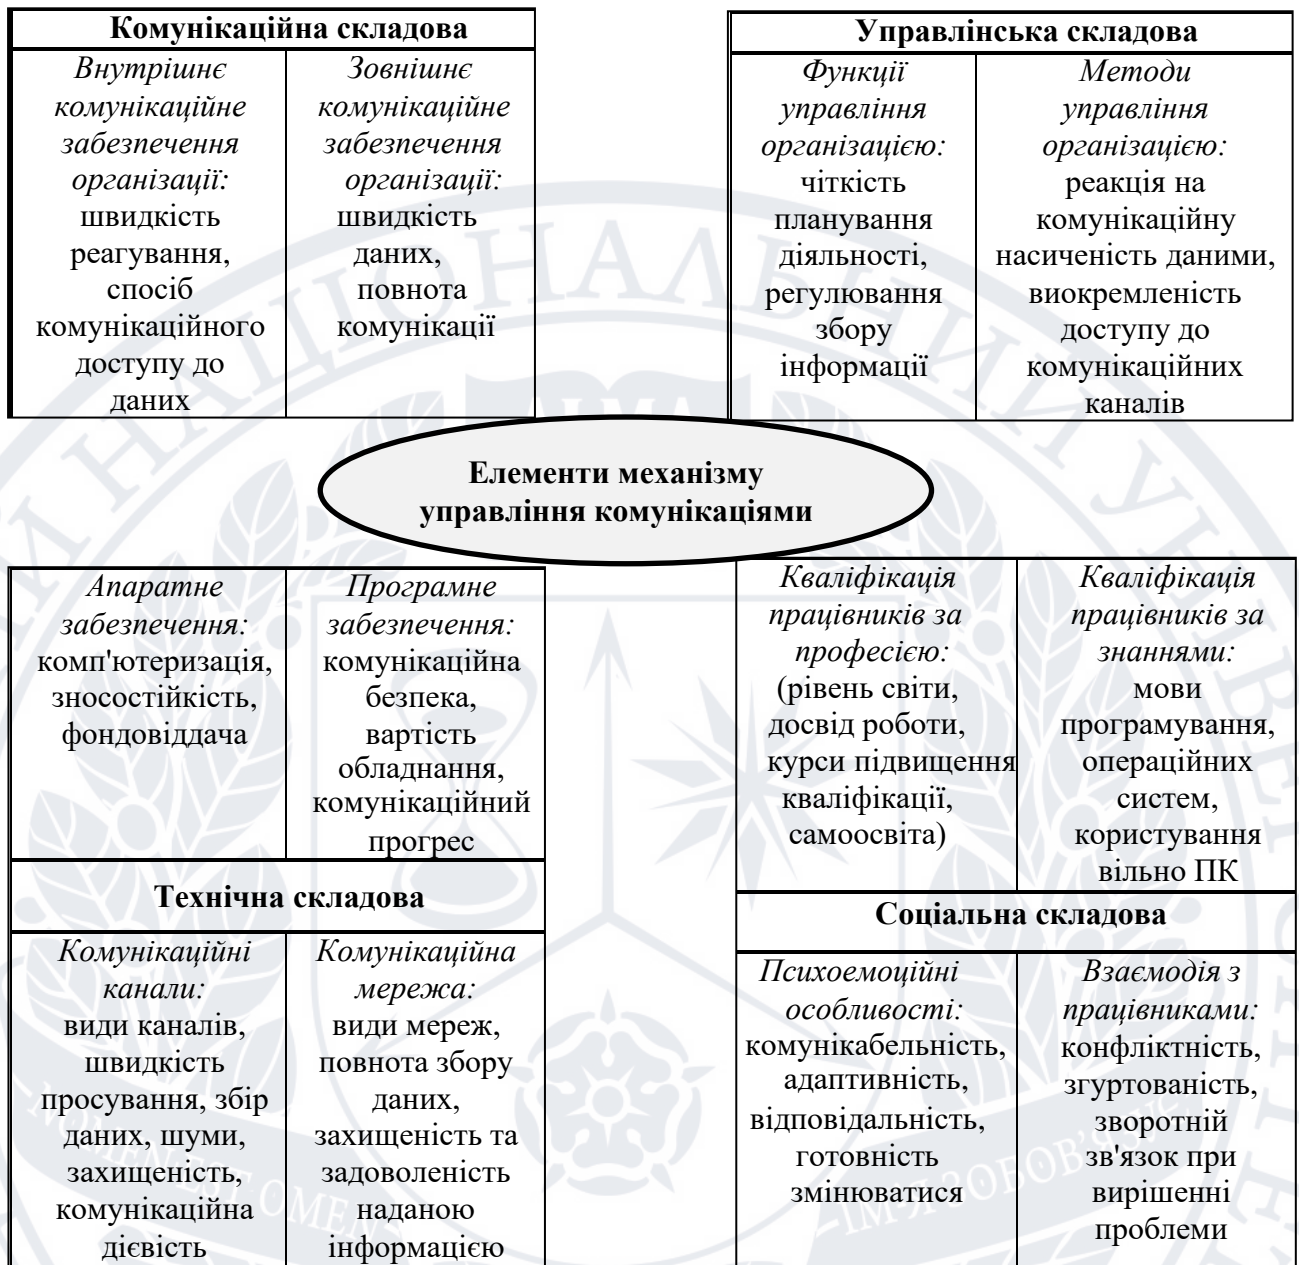 Комунікаційна складова
Внутрішнє
комунікаційне
забезпечення
організації:
швидкість
реагування,
спосіб
комунікаційного
доступу до
даних
Зовнішнє
комунікаційне
забезпечення
організації:
швидкість
даних,
повнота
комунікації
Управлінська складова
Функції
управління
організацією:
чіткість
планування
діяльності,
регулювання
збору
інформації
Методи
управління
організацією:
реакція на
комунікаційну
насиченість даними,
виокремленість
доступу до
комунікаційних
каналів
Елементи механізму
управління комунікаціями
Апаратне
забезпечення:
комп'ютеризація,
зносостійкість,
фондовіддача
Програмне
забезпечення:
комунікаційна
безпека,
вартість
обладнання,
комунікаційний
прогрес
Технічна складова
Комунікаційні
канали:
види каналів,
швидкість
просування, збір
даних, шуми,
захищеність,
комунікаційна
дієвість
Комунікаційна
мережа:
види мереж,
повнота збору
даних,
захищеність та
задоволеність
наданою
інформацією
Кваліфікація
працівників за
професією:
(рівень світи,
досвід роботи,
курси підвищення
кваліфікації,
самоосвіта)
Кваліфікація
працівників за
знаннями:
мови
програмування,
операційних
систем,
користування
вільно ПК
Соціальна складова
Психоемоційні
особливості:
комунікабельність,
адаптивність,
відповідальність,
готовність
змінюватися
Взаємодія з
працівниками:
конфліктність,
згуртованість,
зворотній
зв'язок при
вирішенні
проблеми